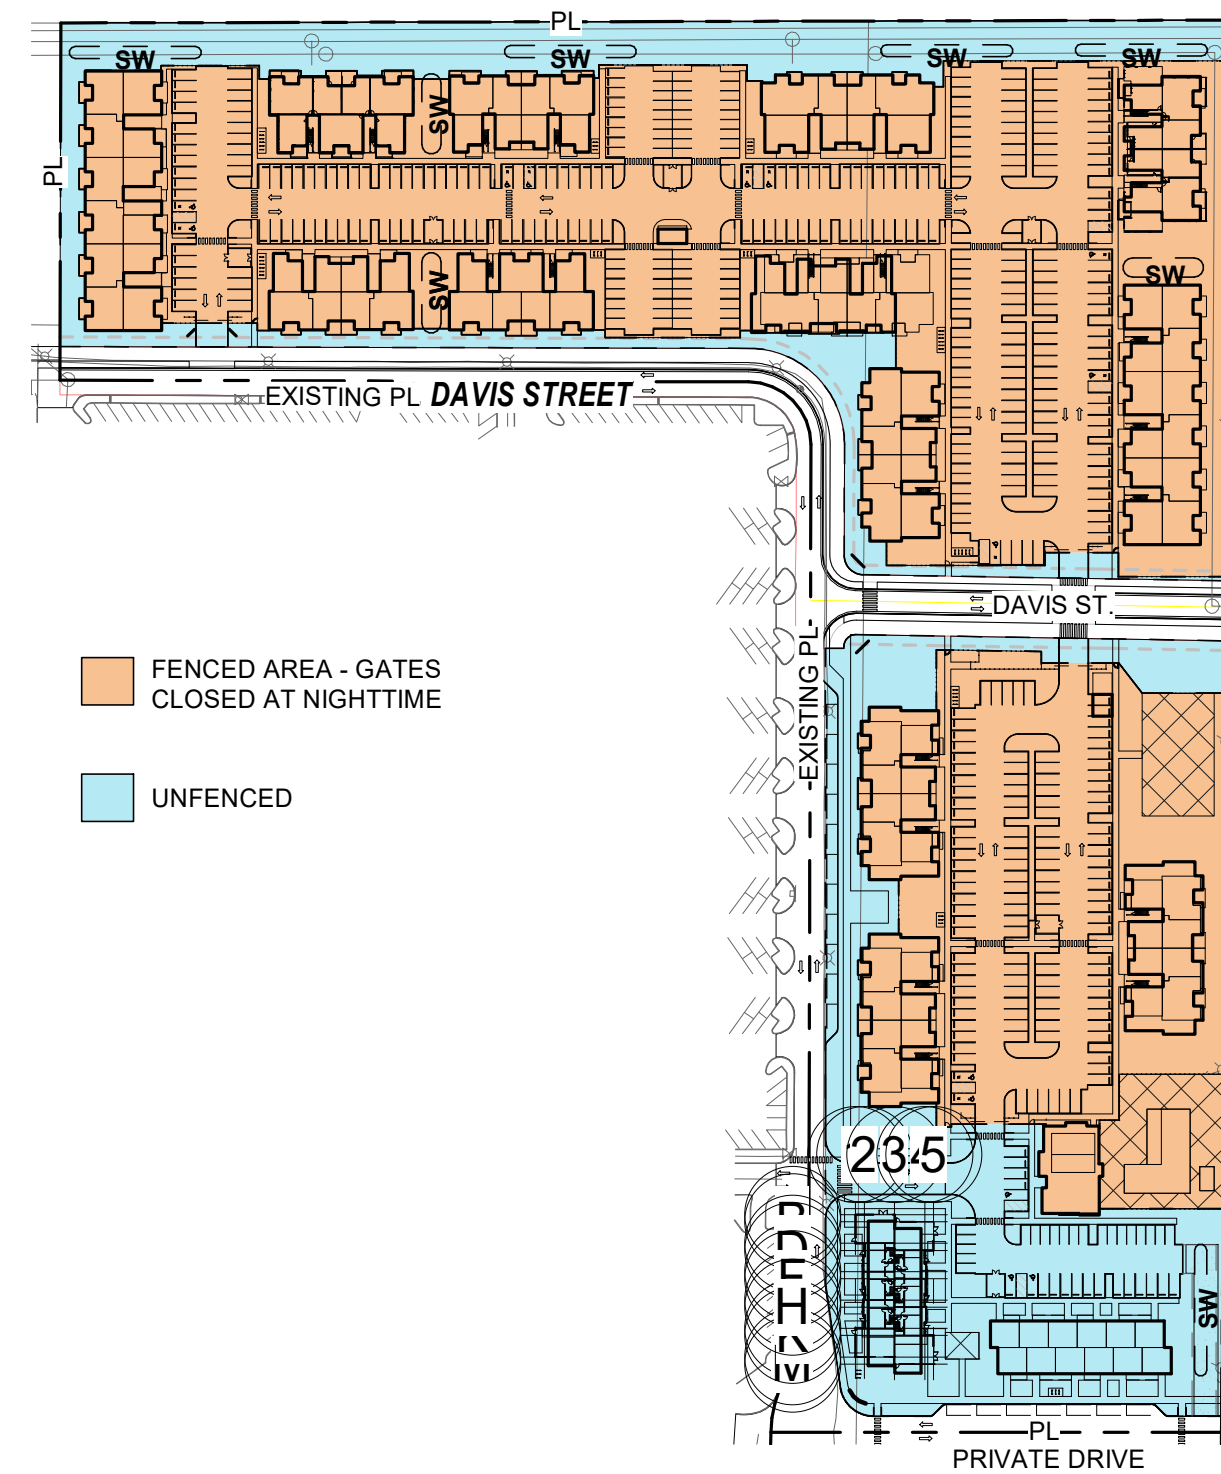 PL
SW
SW
SW
SW
SW
PL
SW
SW
EXISTING PL
DAVIS STREET
DAVIS ST.
EXISTING PL
FENCED AREA - GATES
CLOSED AT NIGHTTIME
UNFENCED
2
3
5
D
H
K
M
SW
PL
PRIVATE DRIVE